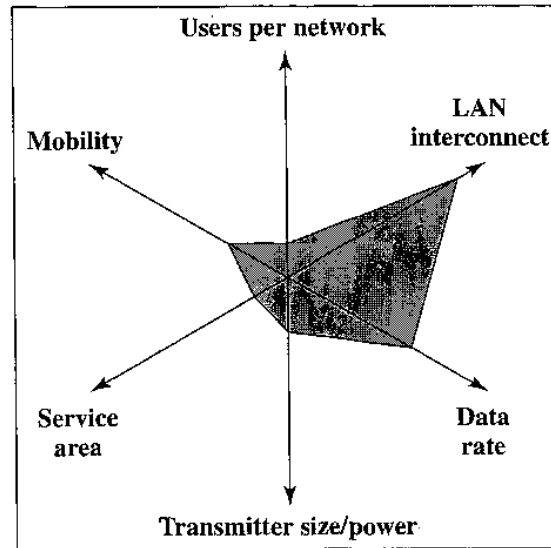 Users per network
LAN
interconnect
Mobility
Service
area
Data
rate
Transmitter size/power